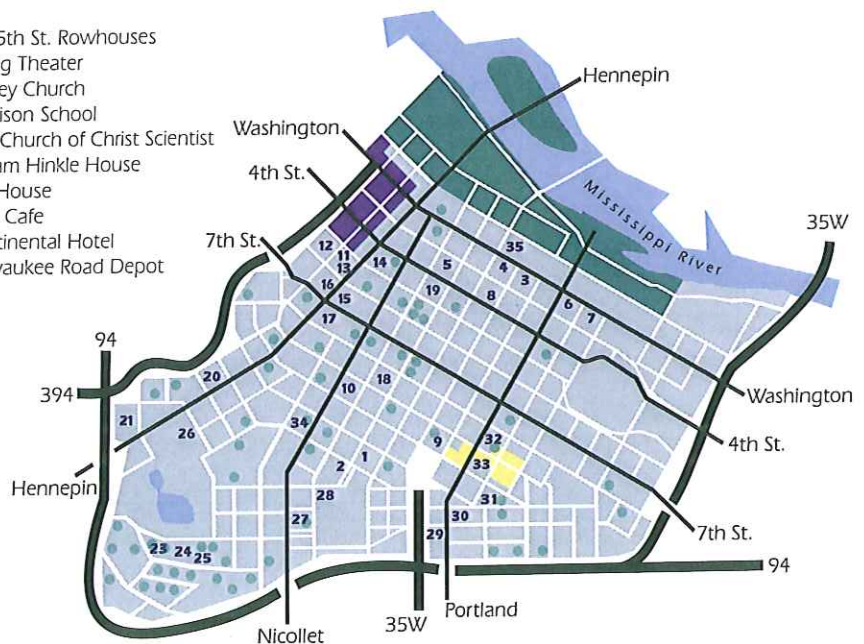 5th St. Rowhouses
g Theater
ey Church
ison School
Church of Christ Scientist
m Hinkle House
House
Cafe
tinental Hotel
vaukee Road Depot
Hennepin
Washington
4th St.
7th St.
Mississippi River
35W
94
394
Hennepin
Washington
4th St.
7th St.
94
35W
Portland
Nicollet
12
11
13
14
16
15
17
5
35
4
3
19
8
6
7
20
21
26
10
18
34
9
32
33
2
1
28
27
31
30
29
23
24
25